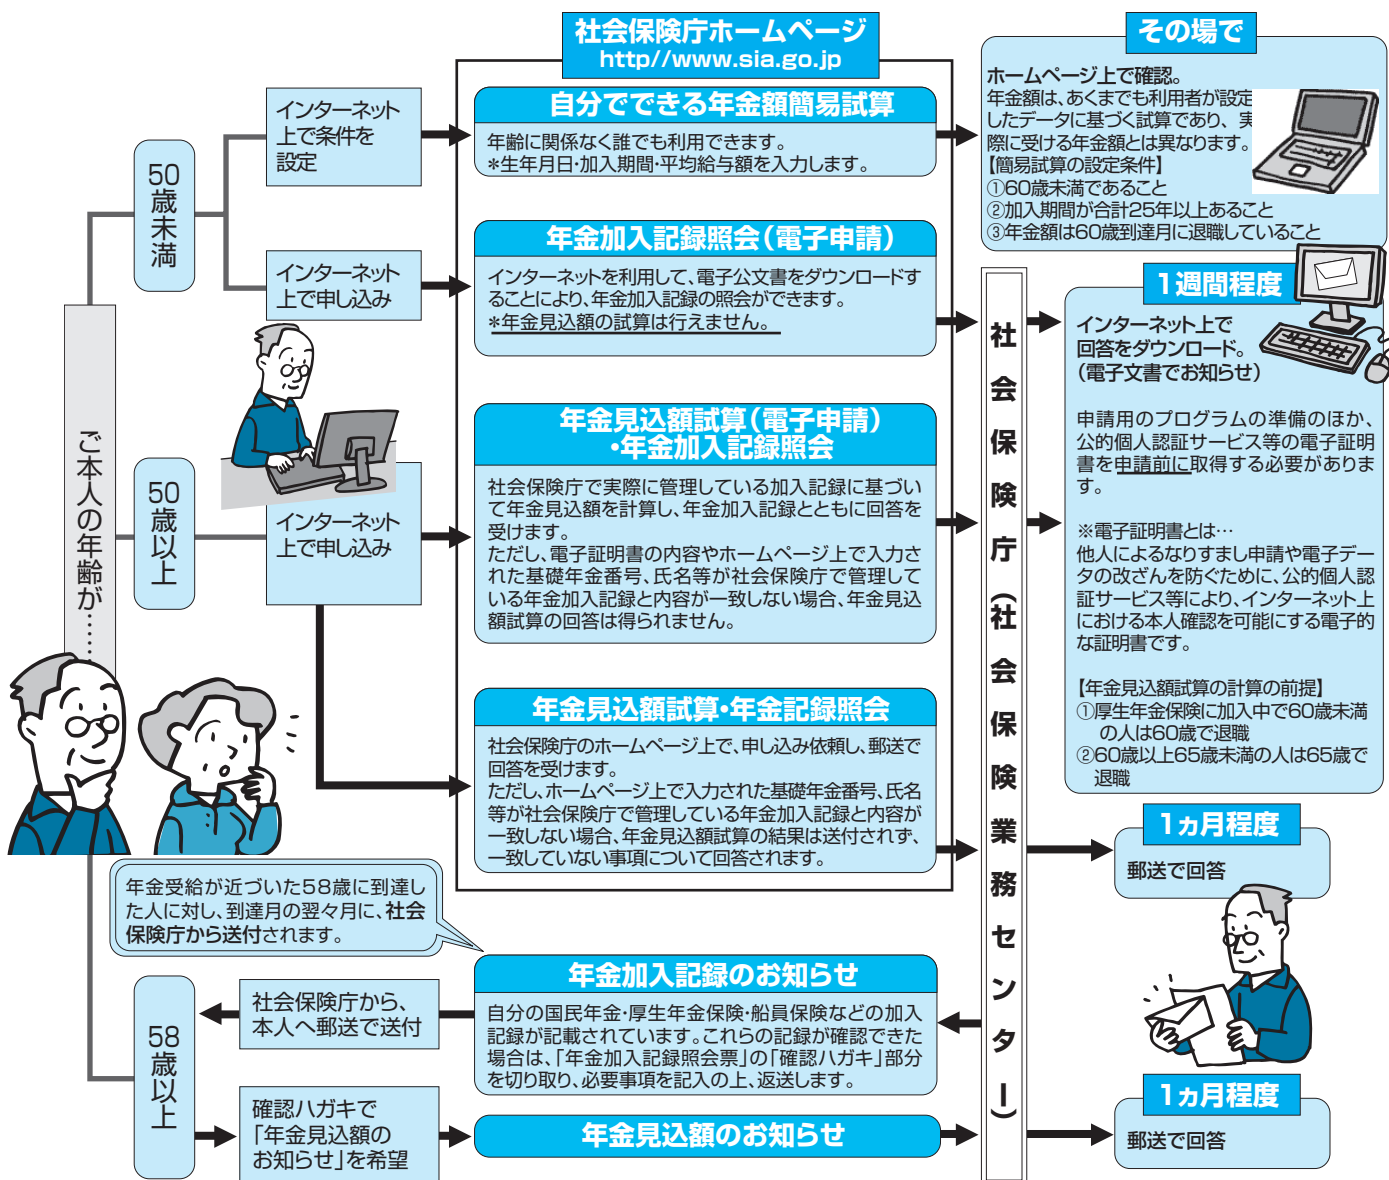 社会保険庁ホームページ
http//www.sia.go.jp
その場で
ホームページ上で確認。
年金額は、あくまでも利用者が設定
したデータに基づく試算であり、実
際に受ける年金額とは異なります。
【簡易試算の設定条件】
①60歳未満であること
②加入期間が合計25年以上あること
③年金額は60歳到達月に退職していること
ご本人の年齢が……
50歳未満
インターネット
上で条件を
設定
自分でできる年金額簡易試算
年齢に関係なく誰でも利用できます。
*生年月日・加入期間・平均給与額を入力します。
インターネット
上で申し込み
年金加入記録照会(電子申請)
インターネットを利用して、電子公文書をダウンロードす
ることにより、年金加入記録の照会ができます。
*年金見込額の試算は行えません。
社会保険庁(社会保険業務センター)
1週間程度
インターネット上で
回答をダウンロード。
(電子文書でお知らせ)
申請用のプログラムの準備のほか、
公的個人認証サービス等の電子証明
書を申請前に取得する必要がありま
す。
※電子証明書とは…
他人によるなりすまし申請や電子デー
タの改ざんを防ぐために、公的個人認
証サービス等により、インターネット上
における本人確認を可能にする電子的
な証明書です。
【年金見込額試算の計算の前提】
①厚生年金保険に加入中で60歳未満
の人は60歳で退職
②60歳以上65歳未満の人は65歳で
退職
50歳以上
インターネット
上で申し込み
年金見込額試算(電子申請)
・年金加入記録照会
社会保険庁で実際に管理している加入記録に基づい
て年金見込額を計算し、年金加入記録とともに回答を
受けます。
ただし、電子証明書の内容やホームページ上で入力さ
れた基礎年金番号、氏名等が社会保険庁で管理して
いる年金加入記録と内容が一致しない場合、年金見込
額試算の回答は得られません。
年金見込額試算・年金記録照会
社会保険庁のホームページ上で、申し込み依頼し、郵送で
回答を受けます。
ただし、ホームページ上で入力された基礎年金番号、氏名
等が社会保険庁で管理している年金加入記録と内容が
一致しない場合、年金見込額試算の結果は送付されず、
一致していない事項について回答されます。
1ヵ月程度
郵送で回答
年金受給が近づいた58歳に到達し
た人に対し、到達月の翌々月に、社会
保険庁から送付されます。
58歳以上
社会保険庁から、
本人へ郵送で送付
年金加入記録のお知らせ
自分の国民年金・厚生年金保険・船員保険などの加入
記録が記載されています。これらの記録が確認できた
場合は、「年金加入記録照会票」の「確認ハガキ」部分
を切り取り、必要事項を記入の上、返送します。
確認ハガキで
「年金見込額の
お知らせ」を希望
年金見込額のお知らせ
1ヵ月程度
郵送で回答